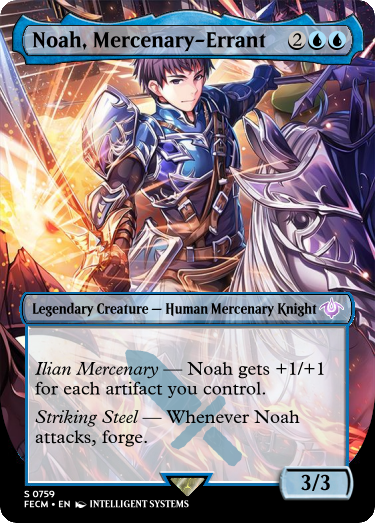 Noah, Mercenary-Errant 2
Legendary Creature — Human Mercenary Knight
Ilian Mercenary — Noah gets +1/+1
for each artifact you control.
Striking Steel — Whenever Noah
attacks, forge.
3/3
S 0759
FECM • EN INTELLIGENT SYSTEMS